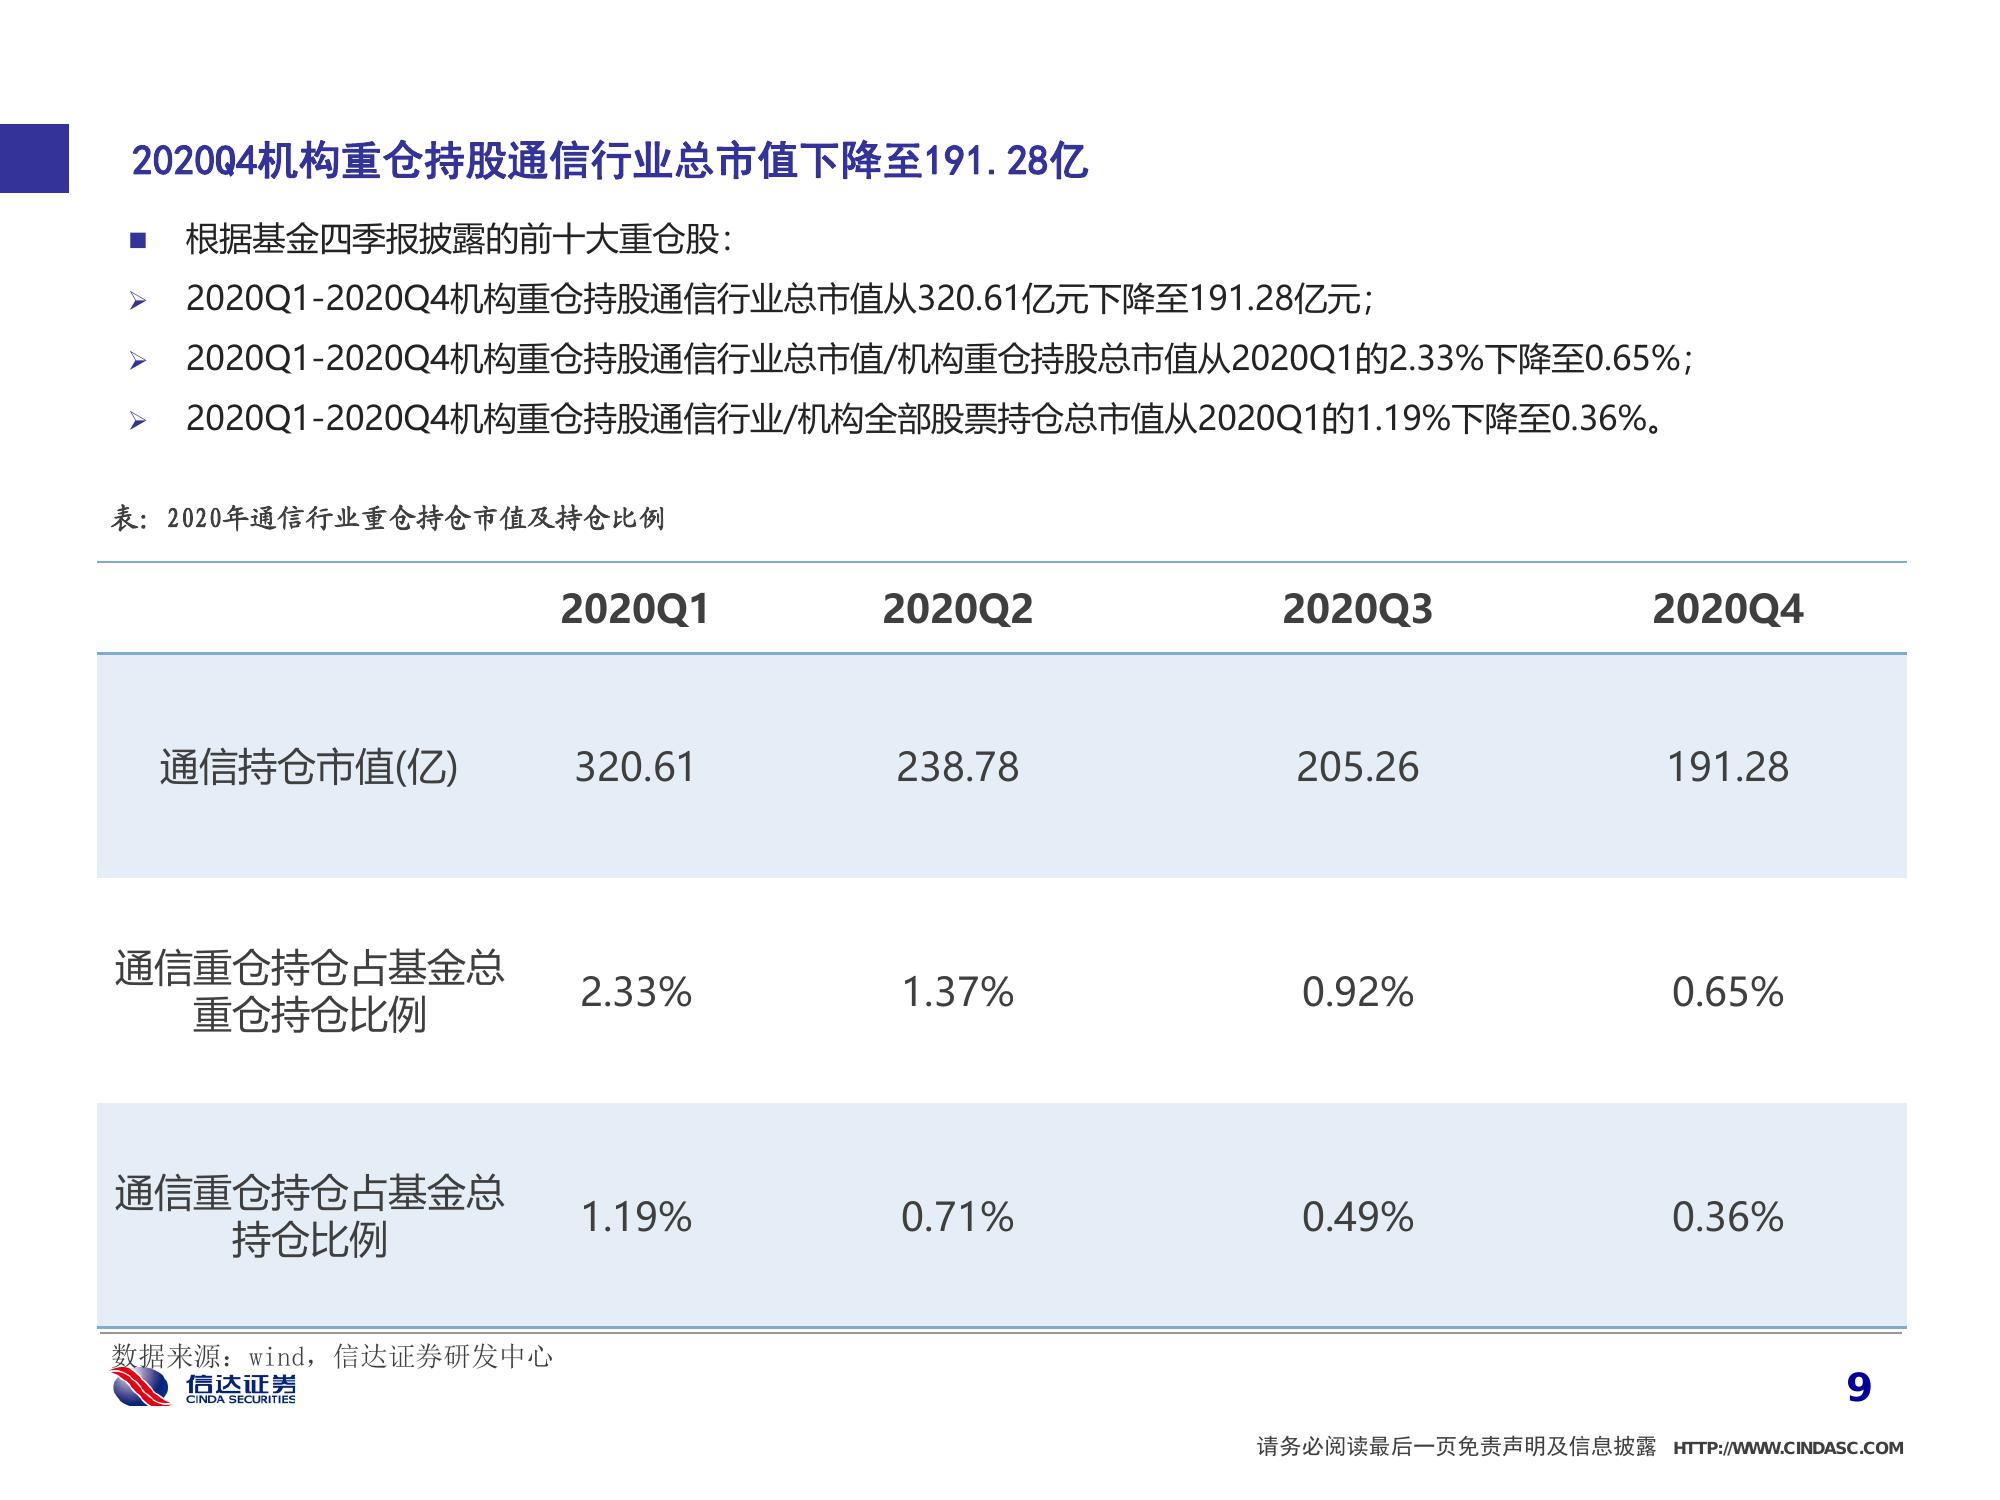 2020Q4机构重仓持股通信行业总市值下降至191.28亿
■ 根据基金四季报披露的前十大重仓股：
➢ 2020Q1-2020Q4机构重仓持股通信行业总市值从320.61亿元下降至191.28亿元；
➢ 2020Q1-2020Q4机构重仓持股通信行业总市值/机构重仓持股总市值从2020Q1的2.33%下降至0.65%；
➢ 2020Q1-2020Q4机构重仓持股通信行业/机构全部股票持仓总市值从2020Q1的1.19%下降至0.36%。
表：2020年通信行业重仓持仓市值及持仓比例
2020Q1 2020Q2 2020Q3 2020Q4
通信持仓市值(亿) 320.61 238.78 205.26 191.28
通信重仓持仓占基金总
重仓持仓比例 2.33% 1.37% 0.92% 0.65%
通信重仓持仓占基金总
持仓比例 1.19% 0.71% 0.49% 0.36%
数据来源：wind，信达证券研发中心
信达证券
CINDA SECURITIES
9
请务必阅读最后一页免责声明及信息披露 HTTP://WWW.CINDASC.COM